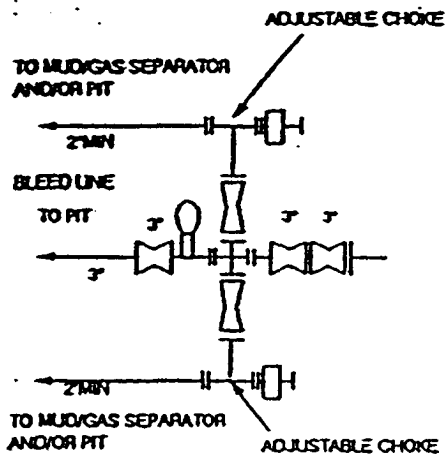 ADJUSTABLE CHOKE
TO MUD/GAS SEPARATOR
AND/OR PIT
2"MIN
BLEED LINE
TO PIT
3"
3" 3"
3"
2"MIN
TO MUD/GAS SEPARATOR
AND/OR PIT
ADJUSTABLE CHOKE